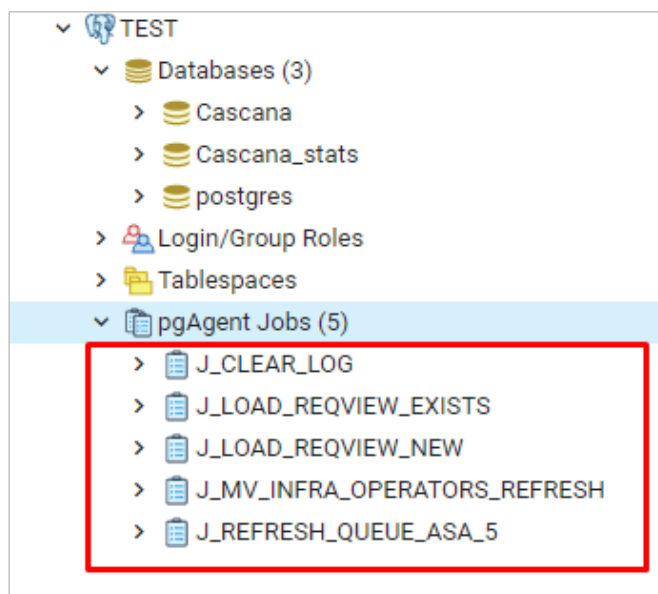 TEST
Databases (3)
Cascana
Cascana_stats
postgres
Login/Group Roles
Tablespaces
pgAgent Jobs (5)
J_CLEAR_LOG
J_LOAD_REQVIEW_EXISTS
J_LOAD_REQVIEW_NEW
J_MV_INFRA_OPERATORS_REFRESH
J_REFRESH_QUEUE_ASA_5